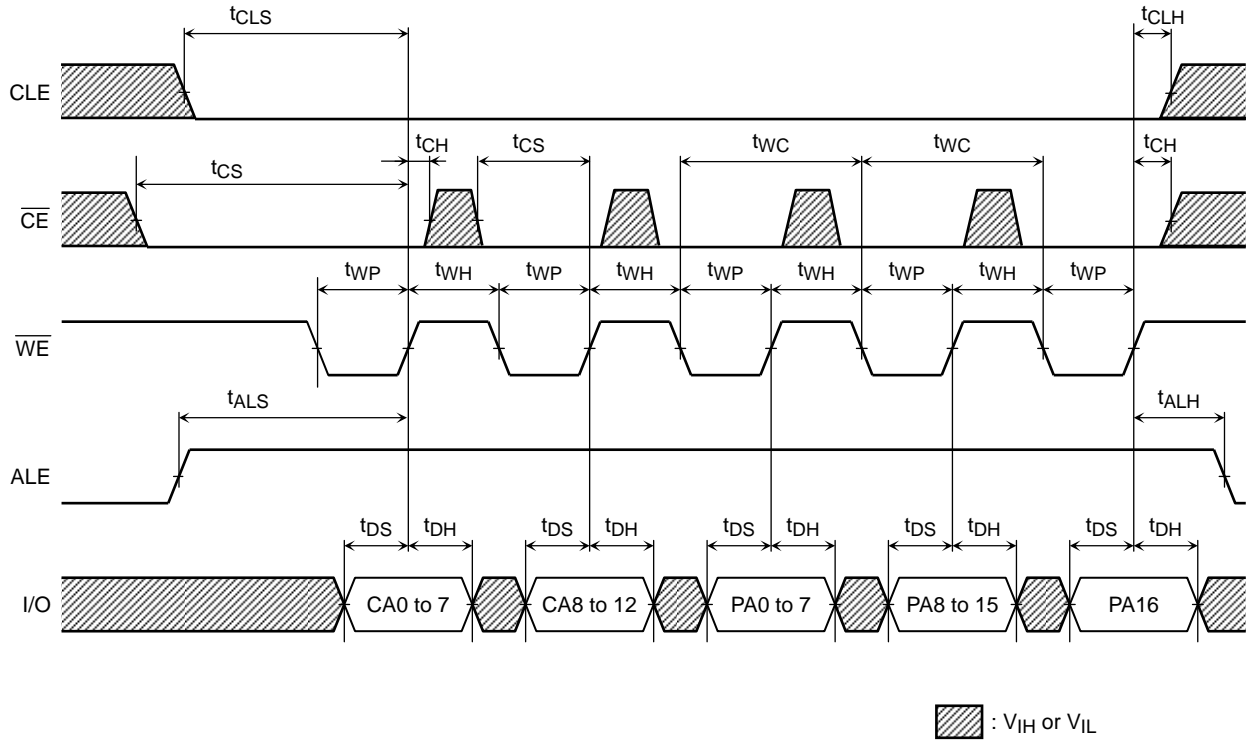 tCLS tCLH
CLE
tCH tCS tWC tWC tCH
tCS
CE
tWP tWH tWP tWH tWP tWH tWP tWH tWP
WE
tALS tALH
ALE
tDS tDH tDS tDH tDS tDH tDS tDH tDS tDH
I/O CA0 to 7 CA8 to 12 PA0 to 7 PA8 to 15 PA16
: VIH or VIL